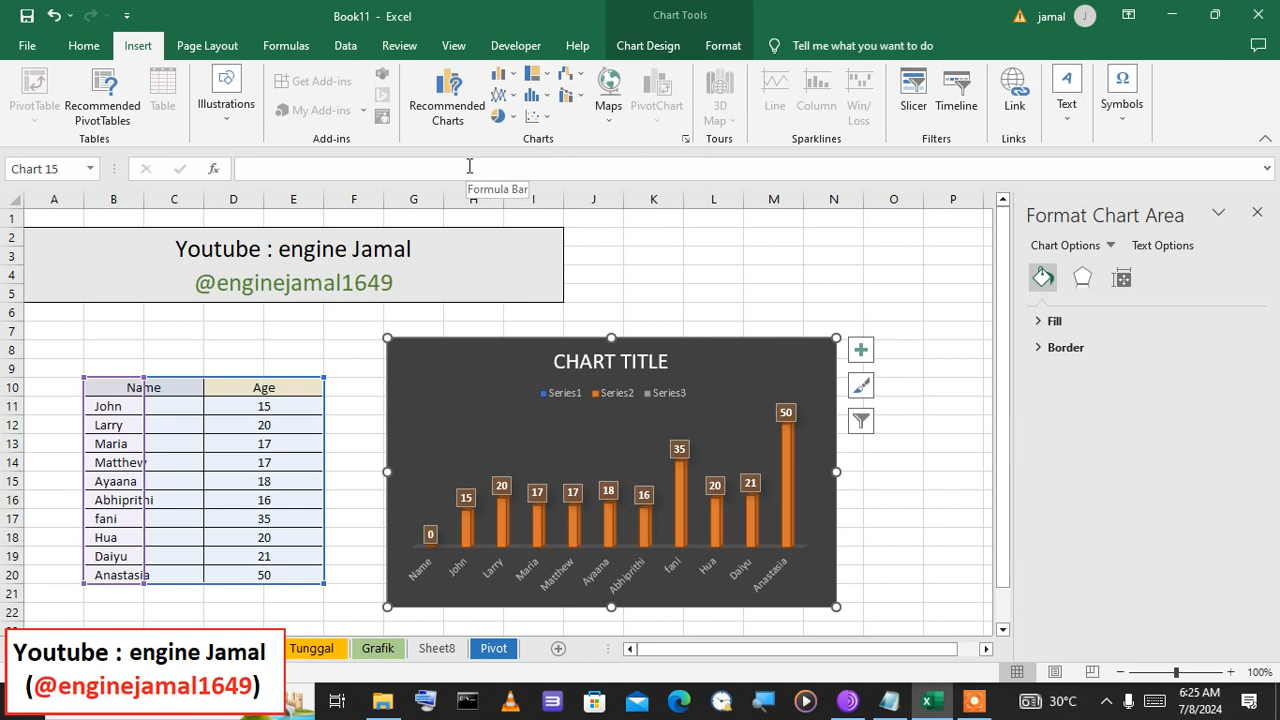 Book11 - Excel
Chart Tools
jamal
J
File
Home
Insert
Page Layout
Formulas
Data
Review
View
Developer
Help
Chart Design
Format
Tell me what you want to do
PivotTable
Recommended PivotTables
Table
Illustrations
Get Add-ins
My Add-ins
Recommended Charts
Maps
PivotChart
3D Map
Line
Column
Win/Loss
Slicer
Timeline
Link
Text
Symbols
Tables
Add-ins
Charts
Tours
Sparklines
Filters
Links
Chart 15
fx
Formula Bar
A B C D E F G H I J K L M N O P
1
2
3
4
5
6
7
8
9
10
11
12
13
14
15
16
17
18
19
20
21
22
Youtube : engine Jamal
@enginejamal1649
Name Age
John 15
Larry 20
Maria 17
Matthew 17
Ayaana 18
Abhiprithi 16
fani 35
Hua 20
Daiyu 21
Anastasia 50
CHART TITLE
Series1 Series2 Series3
0 15 20 17 17 18 16 35 20 21 50
Name John Larry Maria Matthew Ayaana Abhiprithi fani Hua Daiyu Anastasia
Format Chart Area
Chart Options
Text Options
Fill
Border
Tunggal
Grafik
Sheet8
Pivot
100%
Youtube : engine Jamal
(@enginejamal1649)
30°C
6:25 AM
7/8/2024